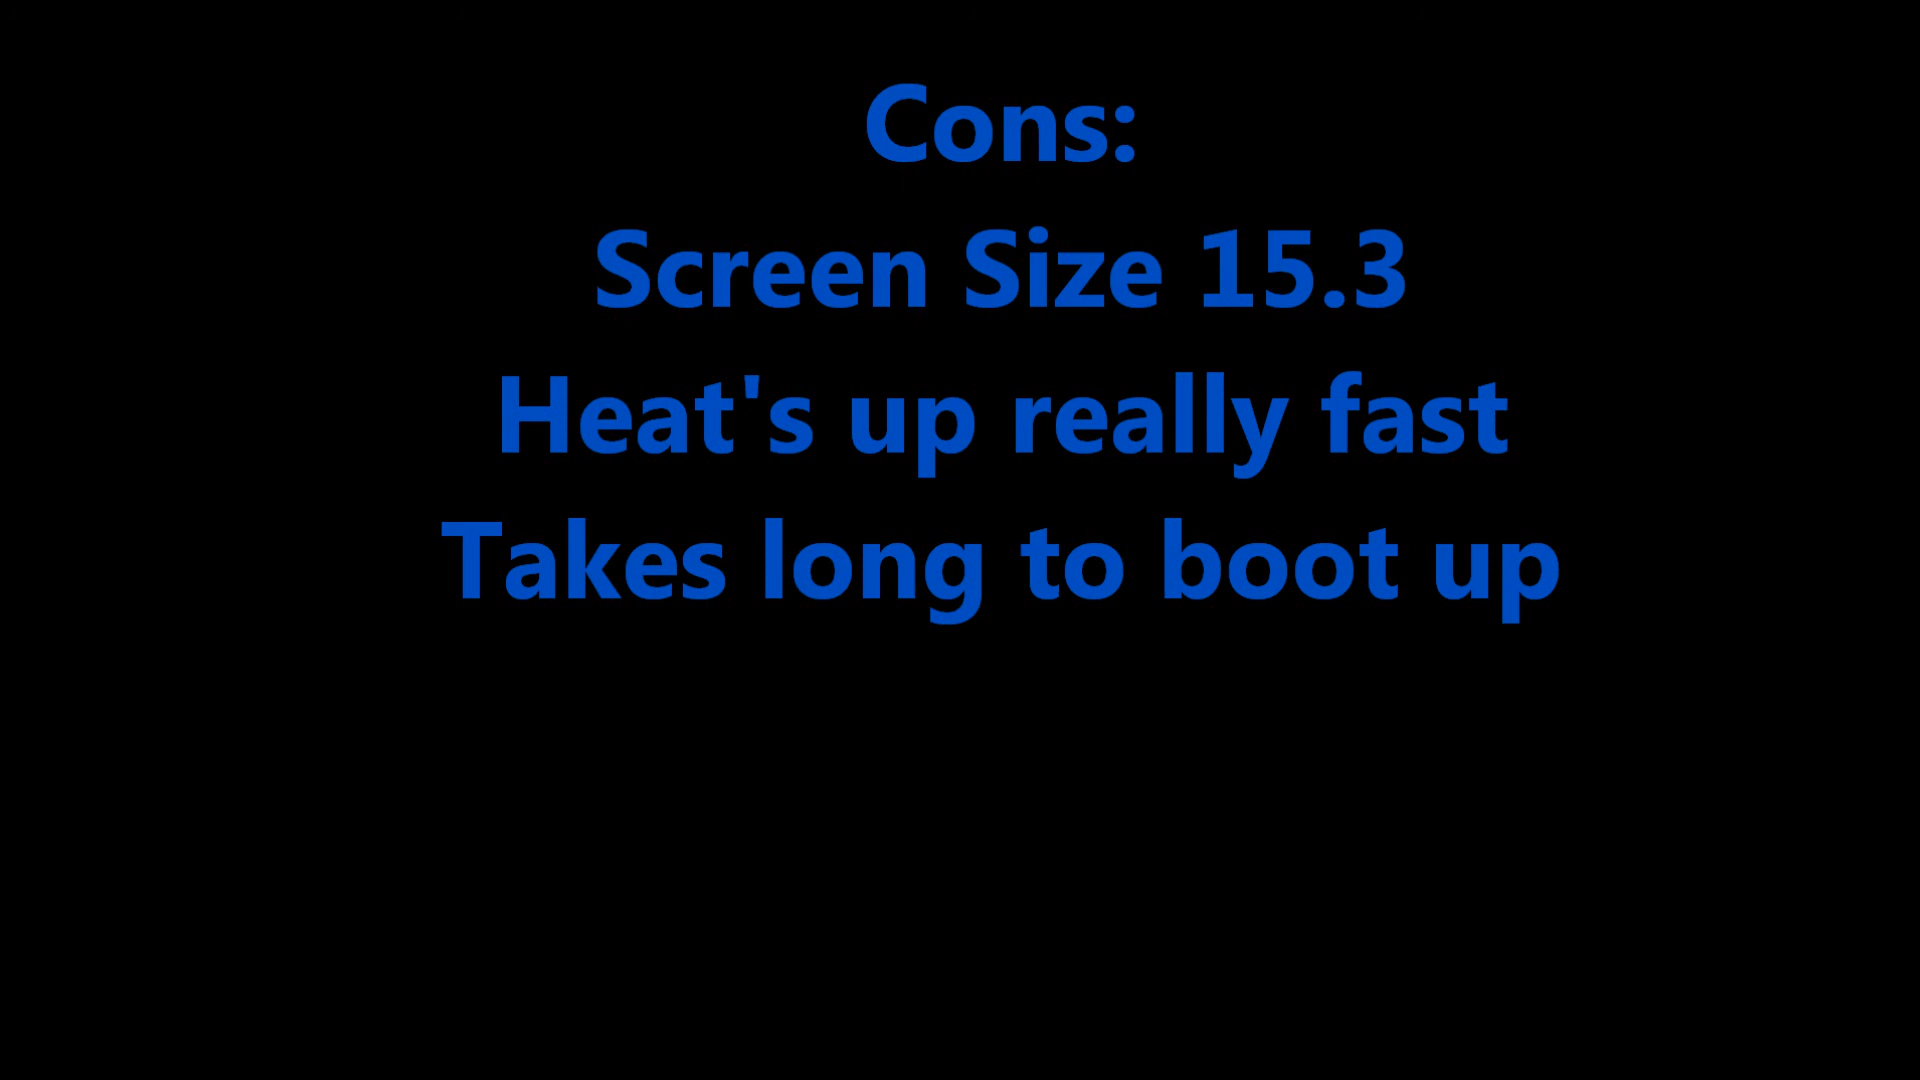 Cons:
Screen Size 15.3
Heat's up really fast
Takes long to boot up